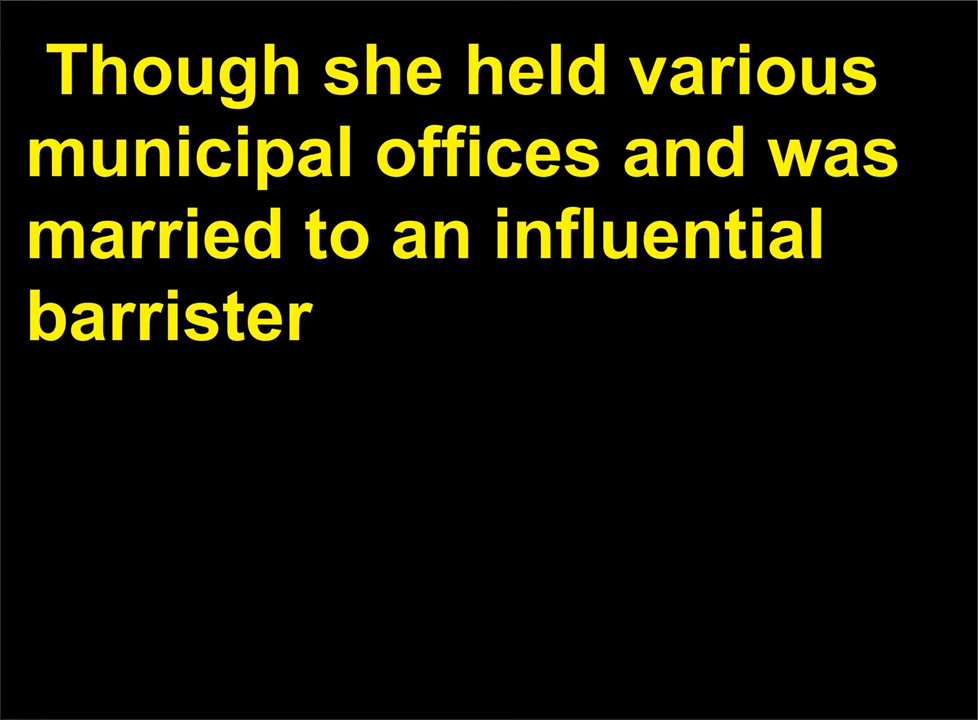 Though she held various
municipal offices and was
married to an influential
barrister